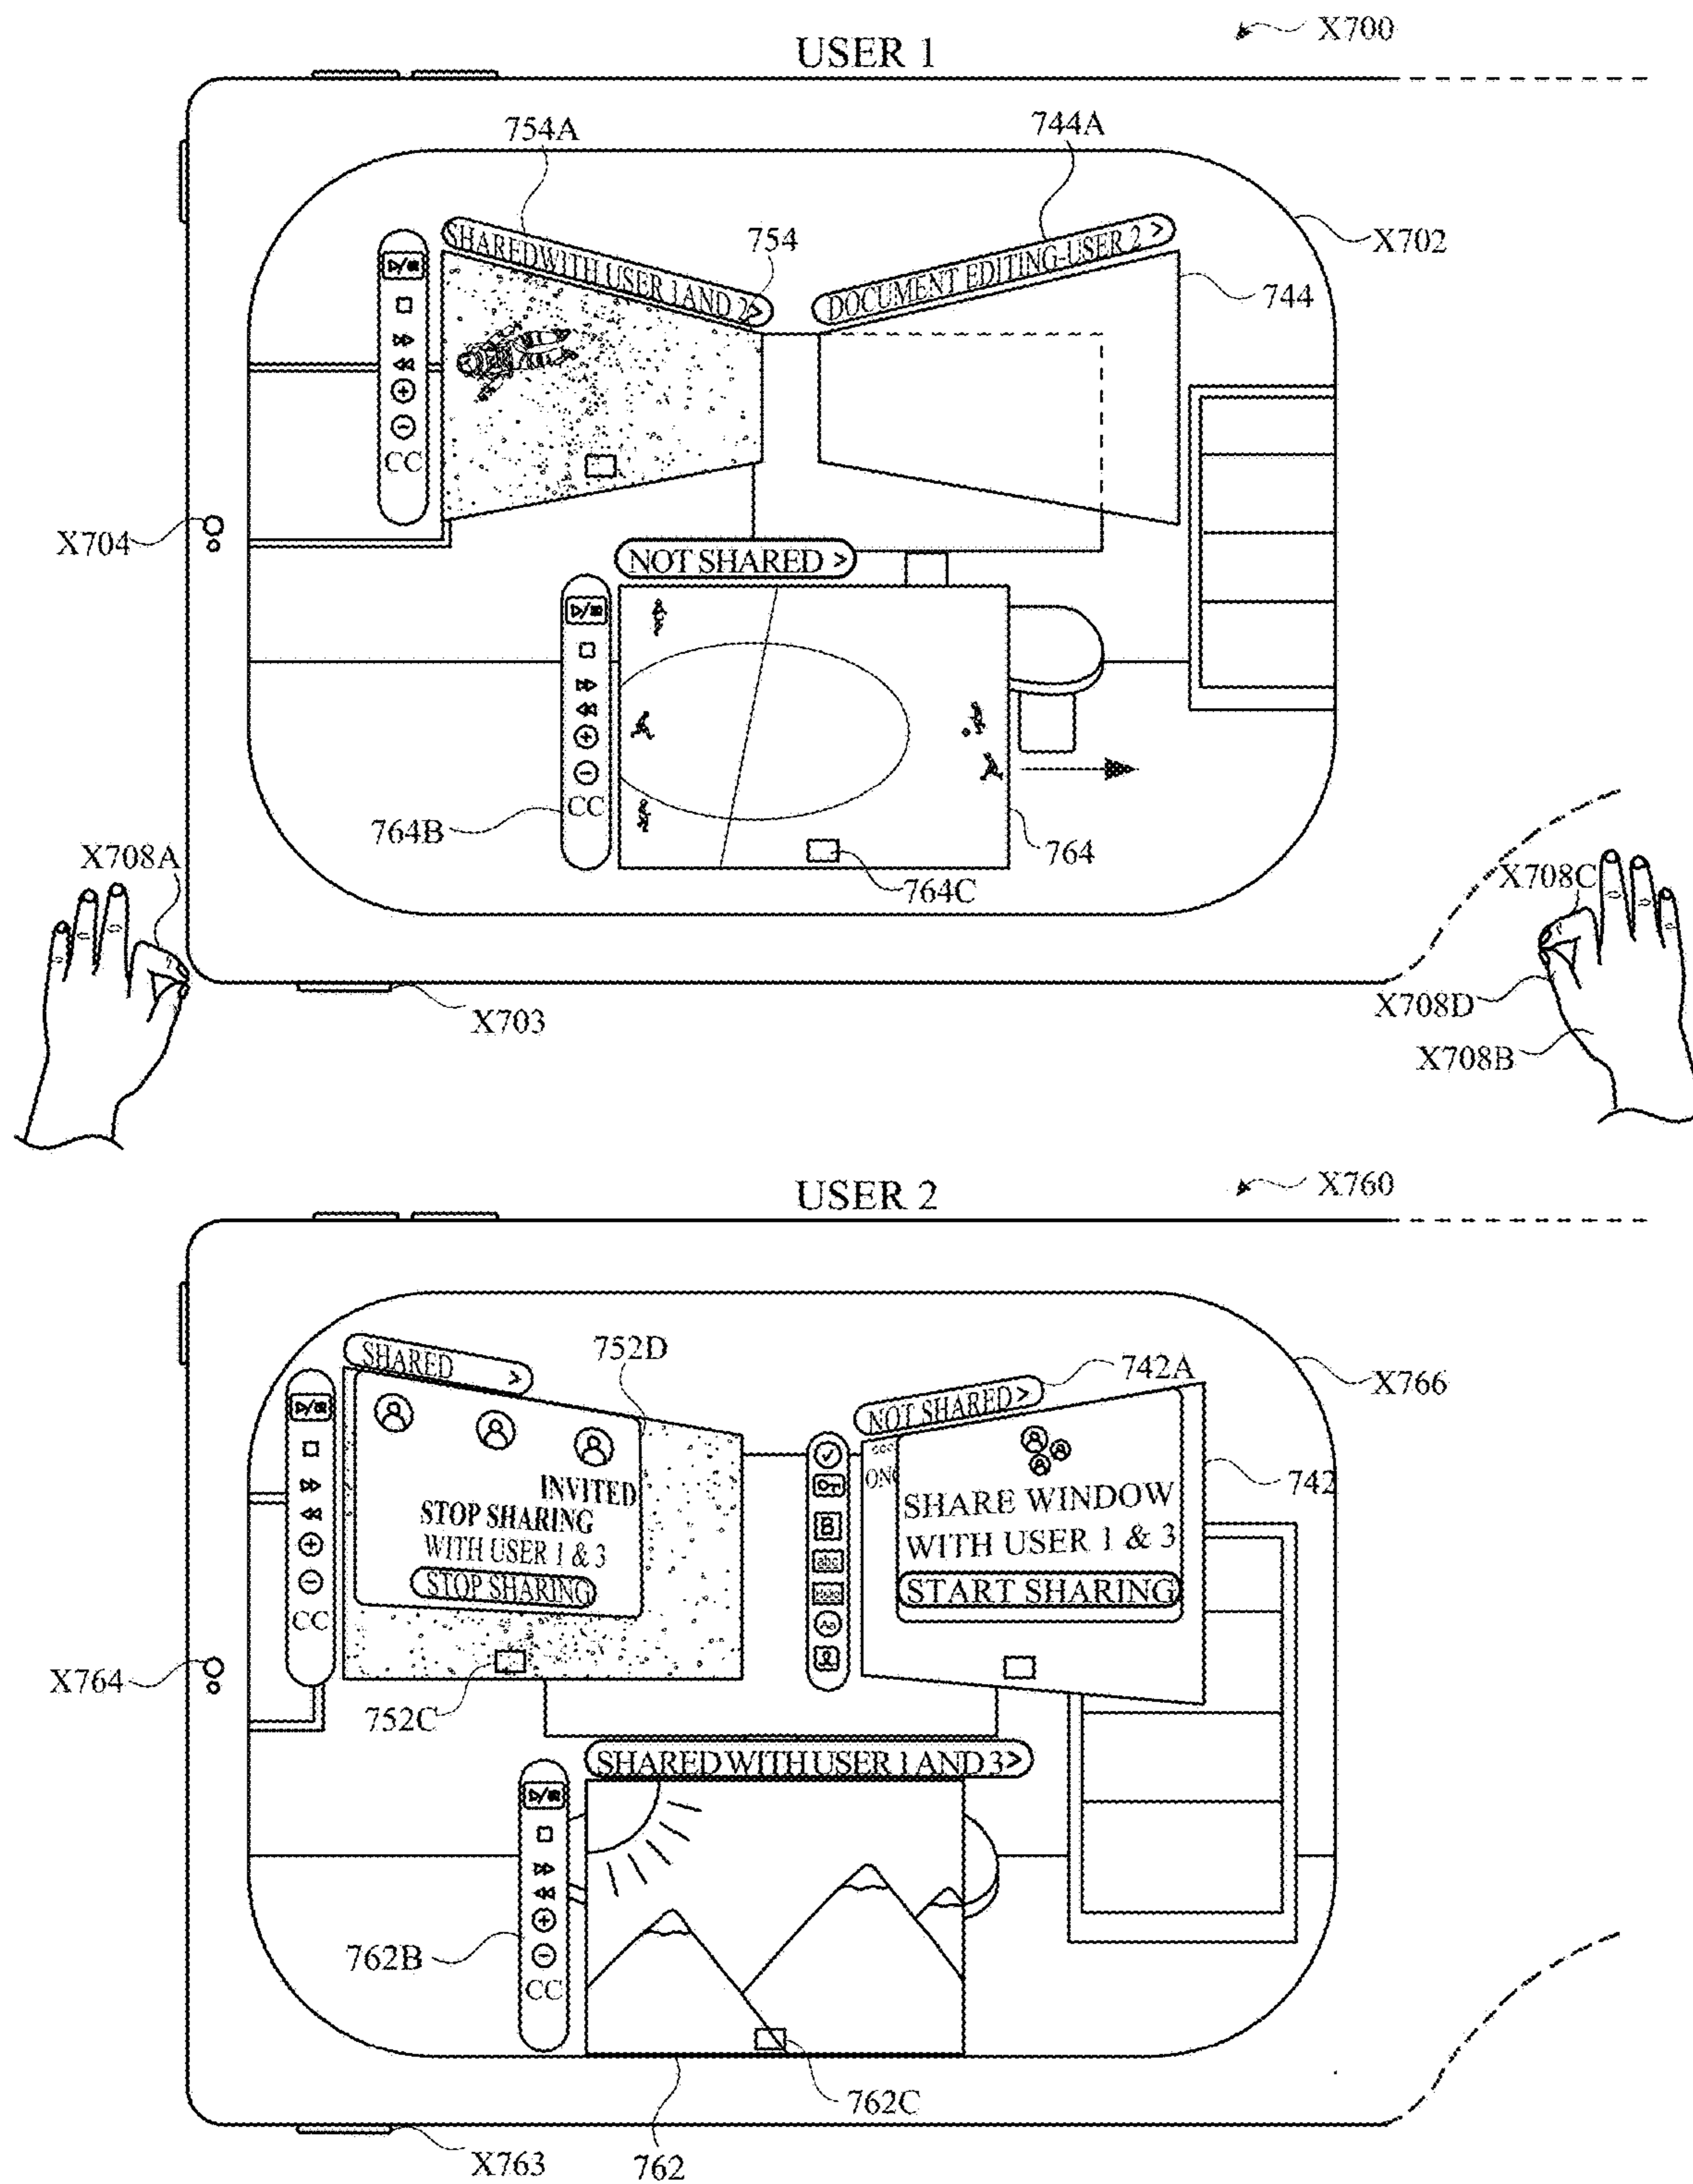 USER 1
X700
754A
744A
SHARED WITH USER 1 AND 2 >
754
DOCUMENT EDITING-USER 2 >
X702
744
CC
X704
NOT SHARED >
CC
764B
764
764C
X708A
X708C
X703
X708D
X708B
USER 2
X760
SHARED >
752D
742A
NOT SHARED >
X766
INVITED
STOP SHARING
WITH USER 1 & 3
STOP SHARING
CC
ONG
SHARE WINDOW
WITH USER 1 & 3
START SHARING
742
B
abc
X764
752C
SHARED WITH USER 1 AND 3>
762B
CC
762C
X763
762